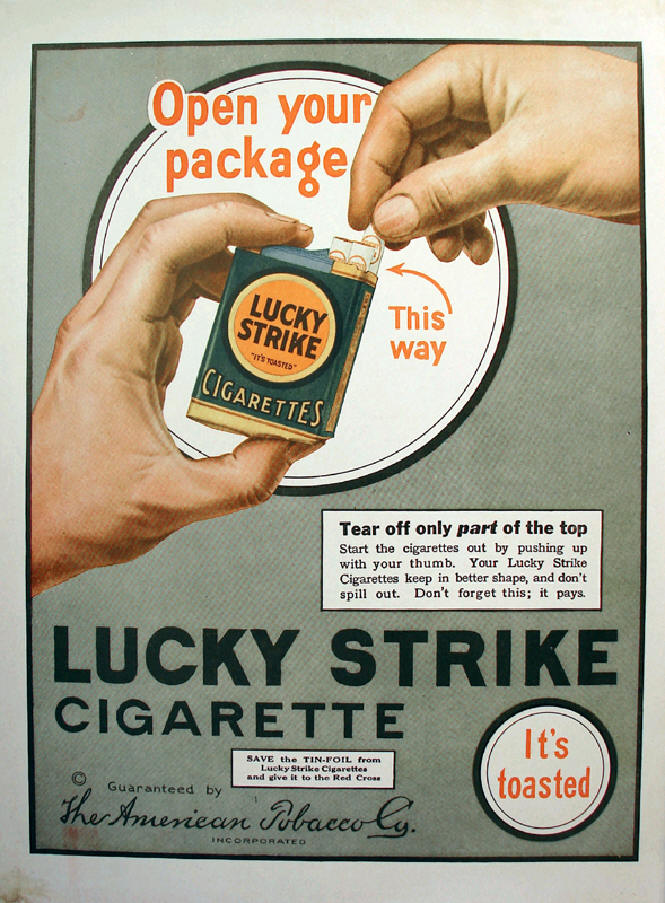 Open your
package
This
way
LUCKY
STRIKE
"IT'S TOASTED"
CIGARETTES
Tear off only part of the top
Start the cigarettes out by pushing up
with your thumb. Your Lucky Strike
Cigarettes keep in better shape, and don't
spill out. Don't forget this; it pays.
LUCKY STRIKE
CIGARETTE
It's
toasted
SAVE the TIN-FOIL from
Lucky Strike Cigarettes
and give it to the Red Cross
© Guaranteed by
The American Tobacco Co.
INCORPORATED